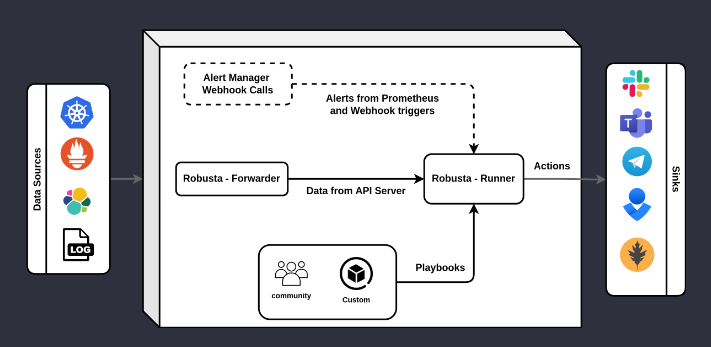 Data Sources
LOG
Alert Manager
Webhook Calls
Alerts from Prometheus
and Webhook triggers
Robusta - Forwarder
Data from API Server
Robusta - Runner
Actions
community
Custom
Playbooks
T
Sinks